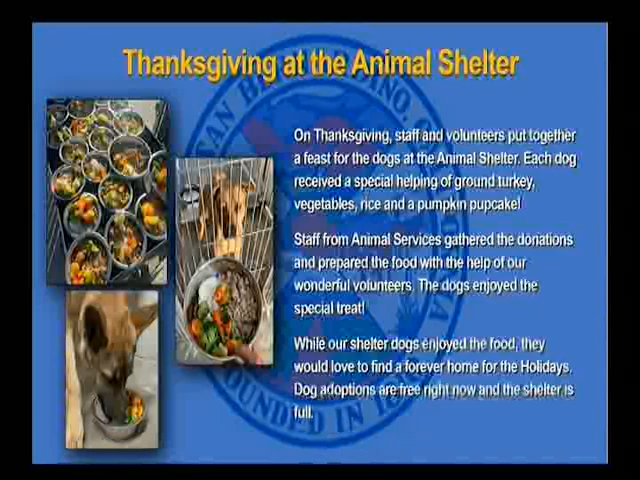 Thanksgiving at the Animal Shelter
On Thanksgiving, staff and volunteers put together
a feast for the dogs at the Animal Shelter. Each dog
received a special helping of ground turkey,
vegetables, rice and a pumpkin pupcake!
Staff from Animal Services gathered the donations
and prepared the food with the help of our
wonderful volunteers. The dogs enjoyed the
special treat!
While our shelter dogs enjoyed the food, they
would love to find a forever home for the Holidays.
Dog adoptions are free right now and the shelter is
full.
FOUNDED IN